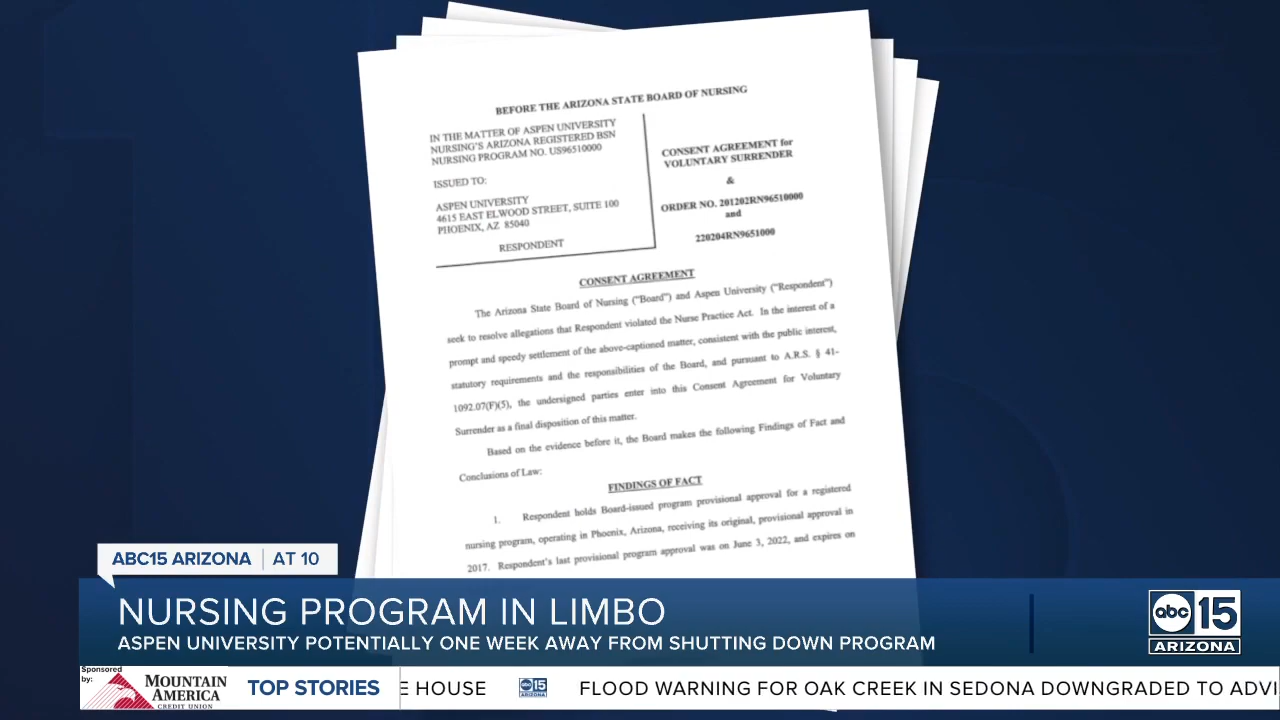 BEFORE THE ARIZONA STATE BOARD OF NURSING
IN THE MATTER OF ASPEN UNIVERSITY
NURSING'S ARIZONA REGISTERED BSN
NURSING PROGRAM NO. US96510000
ISSUED TO:
ASPEN UNIVERSITY
4615 EAST ELWOOD STREET, SUITE 100
PHOENIX, AZ 85040
RESPONDENT
CONSENT AGREEMENT for
VOLUNTARY SURRENDER
&
ORDER NO. 201202RN96510000
and
220204RN9651000
CONSENT AGREEMENT
The Arizona State Board of Nursing ("Board") and Aspen University ("Respondent")
seek to resolve allegations that Respondent violated the Nurse Practice Act. In the interest of a
prompt and speedy settlement of the above-captioned matter, consistent with the public interest,
statutory requirements and the responsibilities of the Board, and pursuant to A.R.S. § 41-
1092.07(F)(5), the undersigned parties enter into this Consent Agreement for Voluntary
Surrender as a final disposition of this matter.
Based on the evidence before it, the Board makes the following Findings of Fact and
Conclusions of Law:
FINDINGS OF FACT
1. Respondent holds Board-issued program provisional approval for a registered
nursing program, operating in Phoenix, Arizona, receiving its original, provisional approval in
2017. Respondent's last provisional program approval was on June 3, 2022, and expires on
ABC15 ARIZONA AT 10
NURSING PROGRAM IN LIMBO
ASPEN UNIVERSITY POTENTIALLY ONE WEEK AWAY FROM SHUTTING DOWN PROGRAM
abc 15
ARIZONA
Sponsored
by:
MOUNTAIN
AMERICA
CREDIT UNION
TOP STORIES
E HOUSE
abc 15
ARIZONA
FLOOD WARNING FOR OAK CREEK IN SEDONA DOWNGRADED TO ADVI